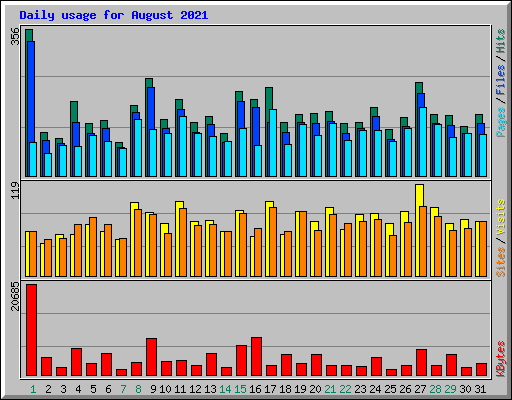 Daily usage for August 2021
356
Pages / Files / Hits
119
Sites / Visits
20685
KBytes
1 2 3 4 5 6 7 8 9 10 11 12 13 14 15 16 17 18 19 20 21 22 23 24 25 26 27 28 29 30 31